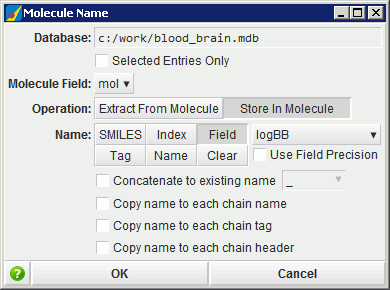 Molecule Name
Database: c:/work/blood_brain.mdb
Selected Entries Only
Molecule Field: mol
Operation: Extract From Molecule Store In Molecule
Name: SMILES Index Field logBB
Tag Name Clear Use Field Precision
Concatenate to existing name _
Copy name to each chain name
Copy name to each chain tag
Copy name to each chain header
? OK Cancel